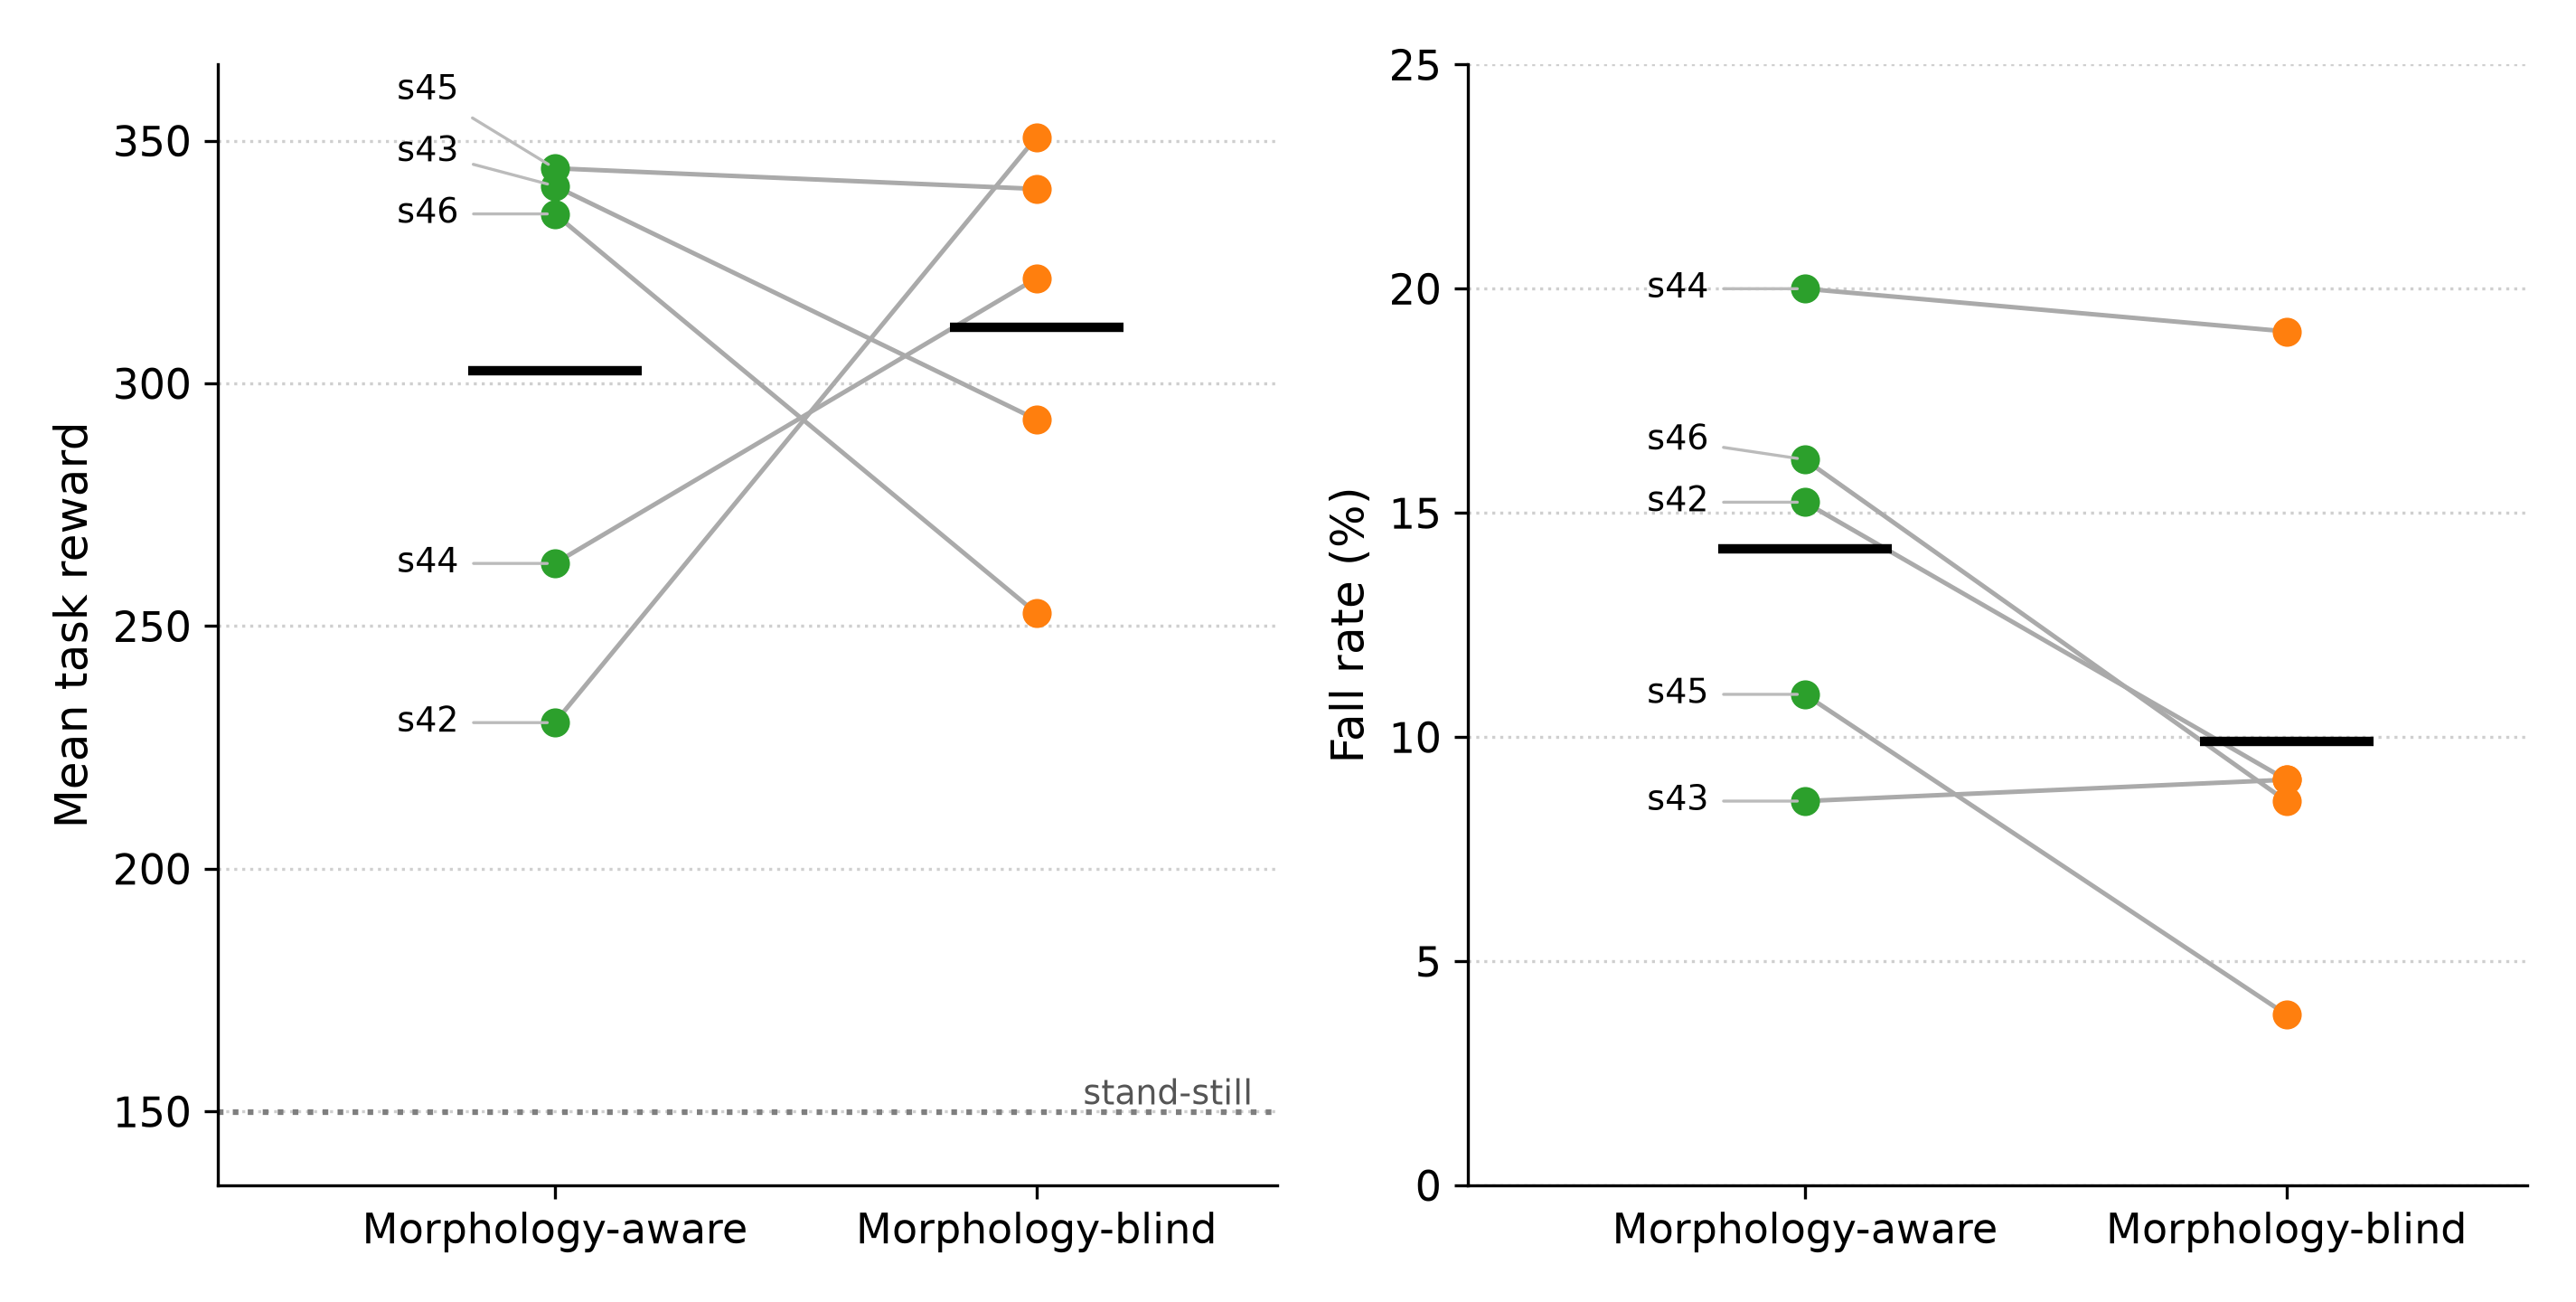 Mean task reward
350
300
250
200
150
s45
s43
s46
s44
s42
stand-still
Morphology-aware
Morphology-blind
Fall rate (%)
25
20
15
10
5
0
s44
s46
s42
s45
s43
Morphology-aware
Morphology-blind